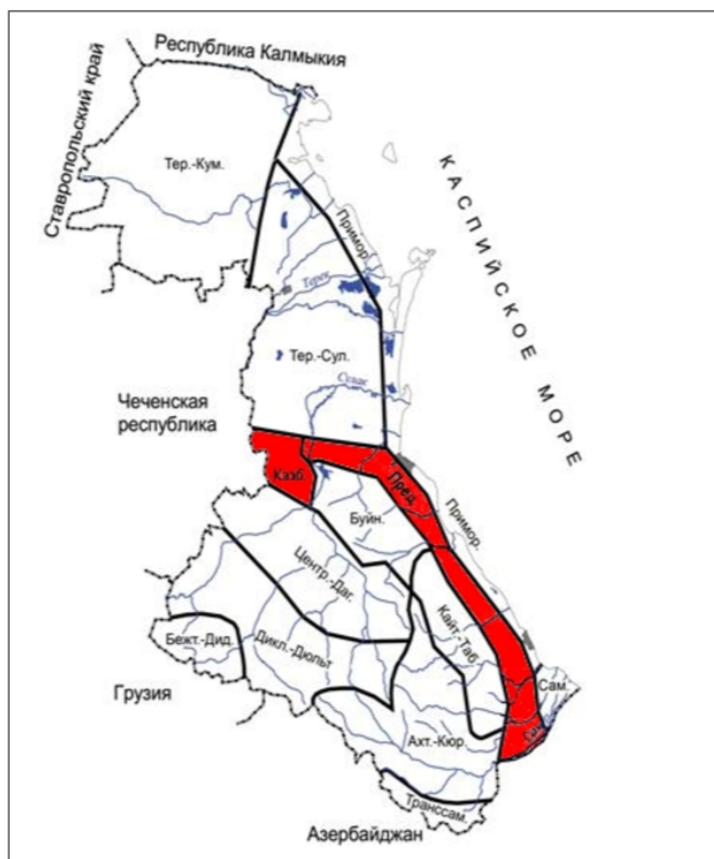 Республика Калмыкия
Ставропольский край
Тер.-Кум.
КАСПИЙСКОЕ МОРЕ
Примор.
Терек
Тер.-Сул.
Сулак
Чеченская
республика
Казб.
Пред.
Буйн.
Примор.
Центр.-Даг.
Кайт.-Таб
Бежт.-Дид.
Дикл.-Дюльт
Сам.
Грузия
Ахт.-Кюр.
Транссам.
Азербайджан